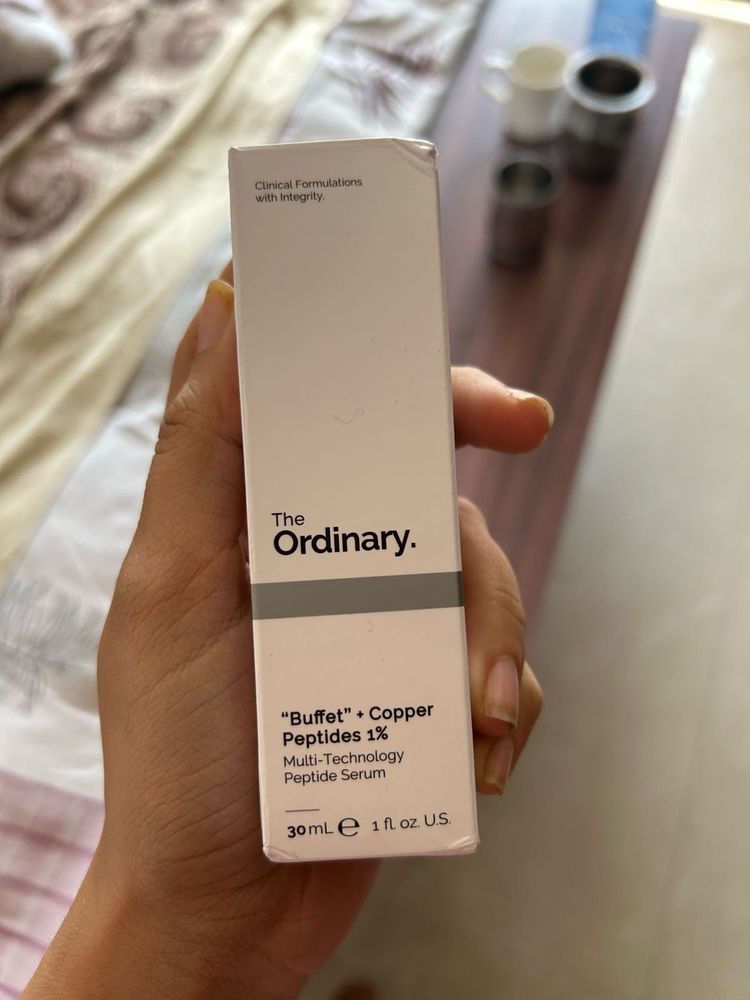 Clinical Formulations
with Integrity.
The
Ordinary.
“Buffet” + Copper
Peptides 1%
Multi-Technology
Peptide Serum
30 mL ℮ 1 fl. oz. U.S.